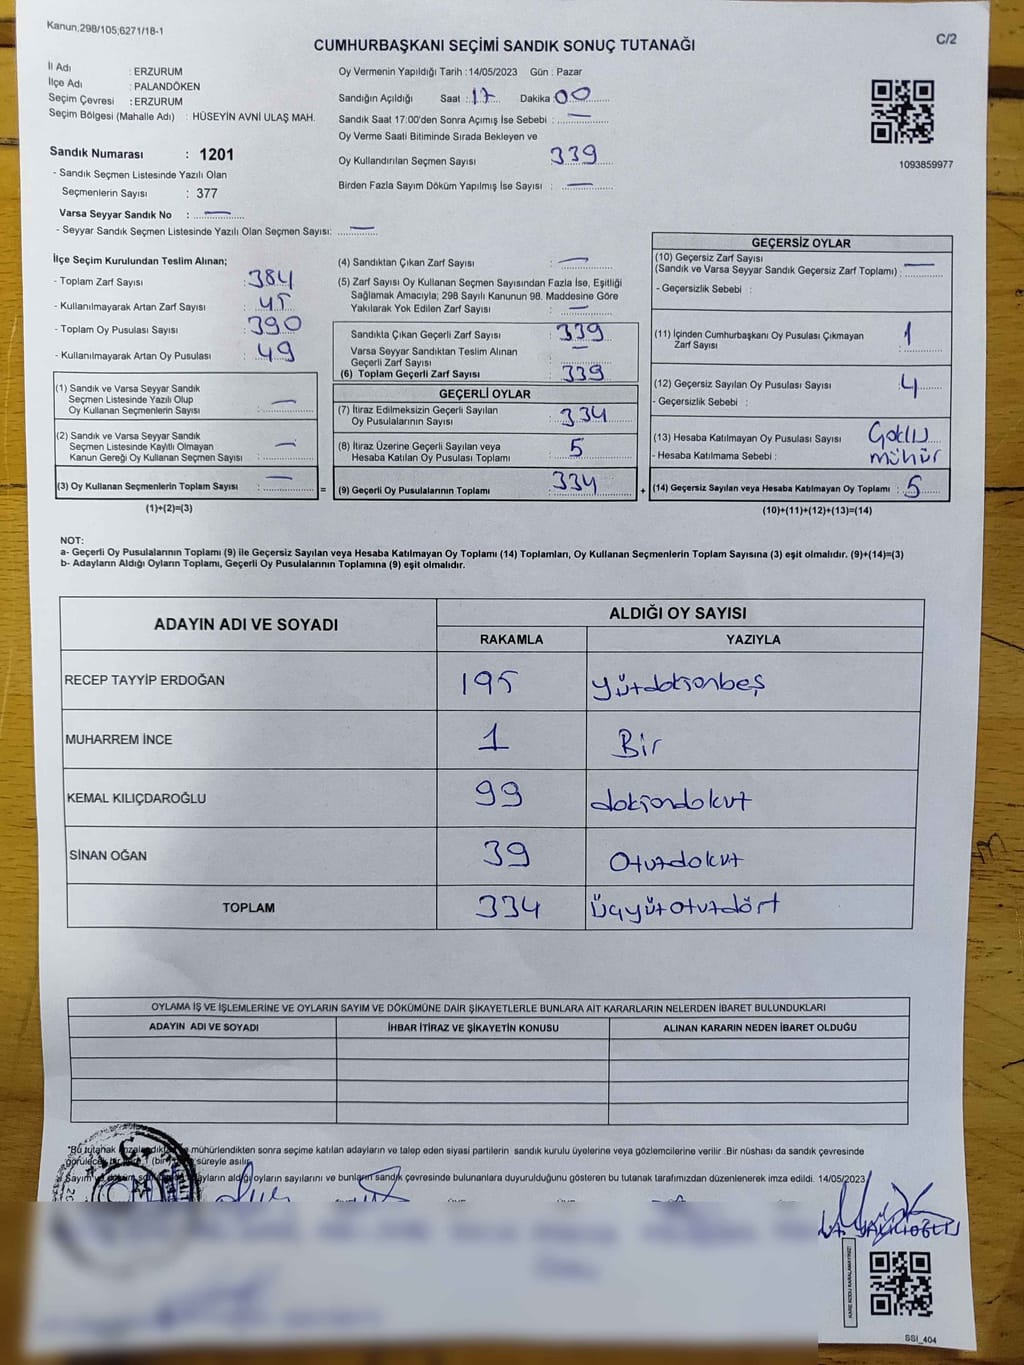 Kanun;298/105;6271/18-1
C/2
CUMHURBAŞKANI SEÇİMİ SANDIK SONUÇ TUTANAĞI
İl Adı : ERZURUM
İlçe Adı : PALANDÖKEN
Seçim Çevresi : ERZURUM
Seçim Bölgesi (Mahalle Adı) : HÜSEYİN AVNİ ULAŞ MAH.
Sandık Numarası : 1201
- Sandık Seçmen Listesinde Yazılı Olan
Seçmenlerin Sayısı : 377
Varsa Seyyar Sandık No : —
- Seyyar Sandık Seçmen Listesinde Yazılı Olan Seçmen Sayısı: —
Oy Vermenin Yapıldığı Tarih :14/05/2023 Gün : Pazar
Sandığın Açıldığı Saat : 17 Dakika : 00
Sandık Saat 17:00'den Sonra Açımış İse Sebebi : —
Oy Verme Saati Bitiminde Sırada Bekleyen ve
Oy Kullandırılan Seçmen Sayısı 339
Birden Fazla Sayım Döküm Yapılmış İse Sayısı : —
1093859977
İlçe Seçim Kurulundan Teslim Alınan;
- Toplam Zarf Sayısı : 384
- Kullanılmayarak Artan Zarf Sayısı : 45
- Toplam Oy Pusulası Sayısı : 390
- Kullanılmayarak Artan Oy Pusulası : 49
(1) Sandık ve Varsa Seyyar Sandık
Seçmen Listesinde Yazılı Olup
Oy Kullanan Seçmenlerin Sayısı : —
(2) Sandık ve Varsa Seyyar Sandık
Seçmen Listesinde Kayıtlı Olmayan
Kanun Gereği Oy Kullanan Seçmen Sayısı : —
(3) Oy Kullanan Seçmenlerin Toplam Sayısı : —
(1)+(2)=(3)
=
(4) Sandıktan Çıkan Zarf Sayısı : —
(5) Zarf Sayısı Oy Kullanan Seçmen Sayısından Fazla İse, Eşitliği
Sağlamak Amacıyla; 298 Sayılı Kanunun 98. Maddesine Göre
Yakılarak Yok Edilen Zarf Sayısı : —
Sandıkta Çıkan Geçerli Zarf Sayısı : 339
Varsa Seyyar Sandıktan Teslim Alınan
Geçerli Zarf Sayısı : —
(6) Toplam Geçerli Zarf Sayısı : 339
GEÇERLİ OYLAR
(7) İtiraz Edilmeksizin Geçerli Sayılan
Oy Pusulalarının Sayısı : 334
(8) İtiraz Üzerine Geçerli Sayılan veya
Hesaba Katılan Oy Pusulası Toplamı : 5
(9) Geçerli Oy Pusulalarının Toplamı : 334
+
GEÇERSİZ OYLAR
(10) Geçersiz Zarf Sayısı
(Sandık ve Varsa Seyyar Sandık Geçersiz Zarf Toplamı) : —
- Geçersizlik Sebebi :
(11) İçinden Cumhurbaşkanı Oy Pusulası Çıkmayan
Zarf Sayısı : 1
(12) Geçersiz Sayılan Oy Pusulası Sayısı : 4
- Geçersizlik Sebebi :
(13) Hesaba Katılmayan Oy Pusulası Sayısı :
- Hesaba Katılmama Sebebi : mühür
(14) Geçersiz Sayılan veya Hesaba Katılmayan Oy Toplamı : 5
(10)+(11)+(12)+(13)=(14)
NOT:
a- Geçerli Oy Pusulalarının Toplamı (9) ile Geçersiz Sayılan veya Hesaba Katılmayan Oy Toplamı (14) Toplamları, Oy Kullanan Seçmenlerin Toplam Sayısına (3) eşit olmalıdır. (9)+(14)=(3)
b- Adayların Aldığı Oyların Toplamı, Geçerli Oy Pusulalarının Toplamına (9) eşit olmalıdır.
ADAYIN ADI VE SOYADI
ALDIĞI OY SAYISI
RAKAMLA YAZIYLA
RECEP TAYYİP ERDOĞAN 195 yüzdoksanbeş
MUHARREM İNCE 1 Bir
KEMAL KILIÇDAROĞLU 99 doksandokuz
SİNAN OĞAN 39 Otuzdokuz
TOPLAM 334 üçyüzotuzdört
OYLAMA İŞ VE İŞLEMLERİNE VE OYLARIN SAYIM VE DÖKÜMÜNE DAİR ŞİKAYETLERLE BUNLARA AİT KARARLARIN NELERDEN İBARET BULUNDUKLARI
ADAYIN ADI VE SOYADI İHBAR İTİRAZ VE ŞİKAYETİN KONUSU ALINAN KARARIN NEDEN İBARET OLDUĞU
*Bu tutanak mühürlendikten sonra seçime katılan adayların ve talep eden siyasi partilerin sandık kurulu üyelerine veya gözlemcilerine verilir .Bir nüshası da sandık çevresinde
(bir) süreyle asılır.
Sayım aldığı oyların sayılarını ve bunların sandık çevresinde bulunanlara duyurulduğunu gösteren bu tutanak tarafımızdan düzenlenerek imza edildi. 14/05/2023
SSI_404